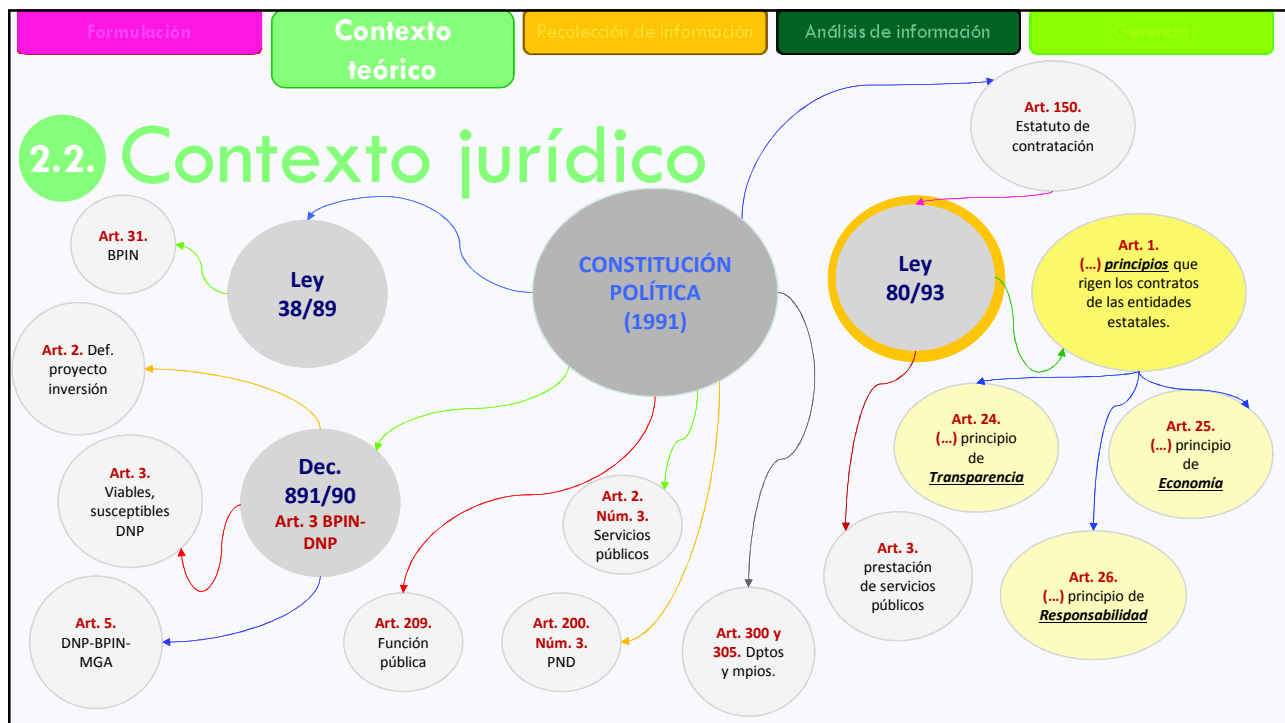 Formulación
Contexto
teórico
Recolección de información
Análisis de información
Gerencia
2.2. Contexto jurídico
Art. 31.
BPIN
Ley
38/89
Art. 2. Def.
proyecto
inversión
Art. 3.
Viables,
susceptibles
DNP
Dec.
891/90
Art. 3 BPIN-
DNP
Art. 5.
DNP-BPIN-
MGA
CONSTITUCIÓN
POLÍTICA
(1991)
Art. 209.
Función
pública
Art. 2.
Núm. 3.
Servicios
públicos
Art. 200.
Núm. 3.
PND
Art. 300 y
305. Dptos
y mpios.
Art. 150.
Estatuto de
contratación
Ley
80/93
Art. 1.
(...) principios que
rigen los contratos
de las entidades
estatales.
Art. 24.
(...) principio
de
Transparencia
Art. 25.
(...) principio
de
Economía
Art. 3.
prestación
de servicios
públicos
Art. 26.
(...) principio de
Responsabilidad